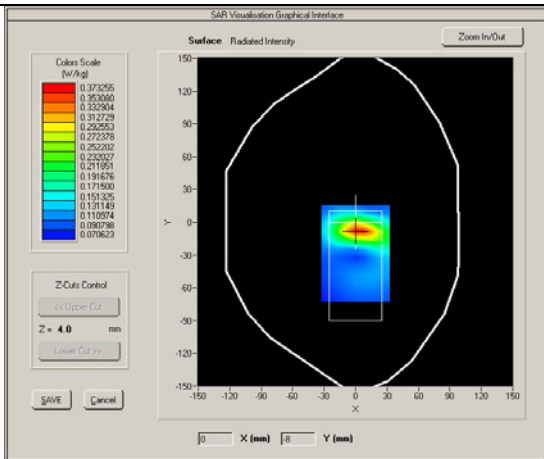 SAR Visualisation Graphical Interface
Surface Radiated Intensity
Zoom In/Out
Colors Scale
(W/kg)
0.373255
0.353080
0.332904
0.312729
0.292553
0.272378
0.252202
0.232027
0.211851
0.191676
0.171500
0.151325
0.131149
0.110974
0.090798
0.070623
150-
120-
90-
60-
30-
0-
-30-
-60-
-90-
-120-
-150-
Y
-150 -120 -90 -60 -30 0 30 60 90 120 150
X
Z-Cuts Control
<< Upper Cut
Z = 4.0 mm
Lower Cut >>
SAVE Cancel
0 X (mm) -8 Y (mm)